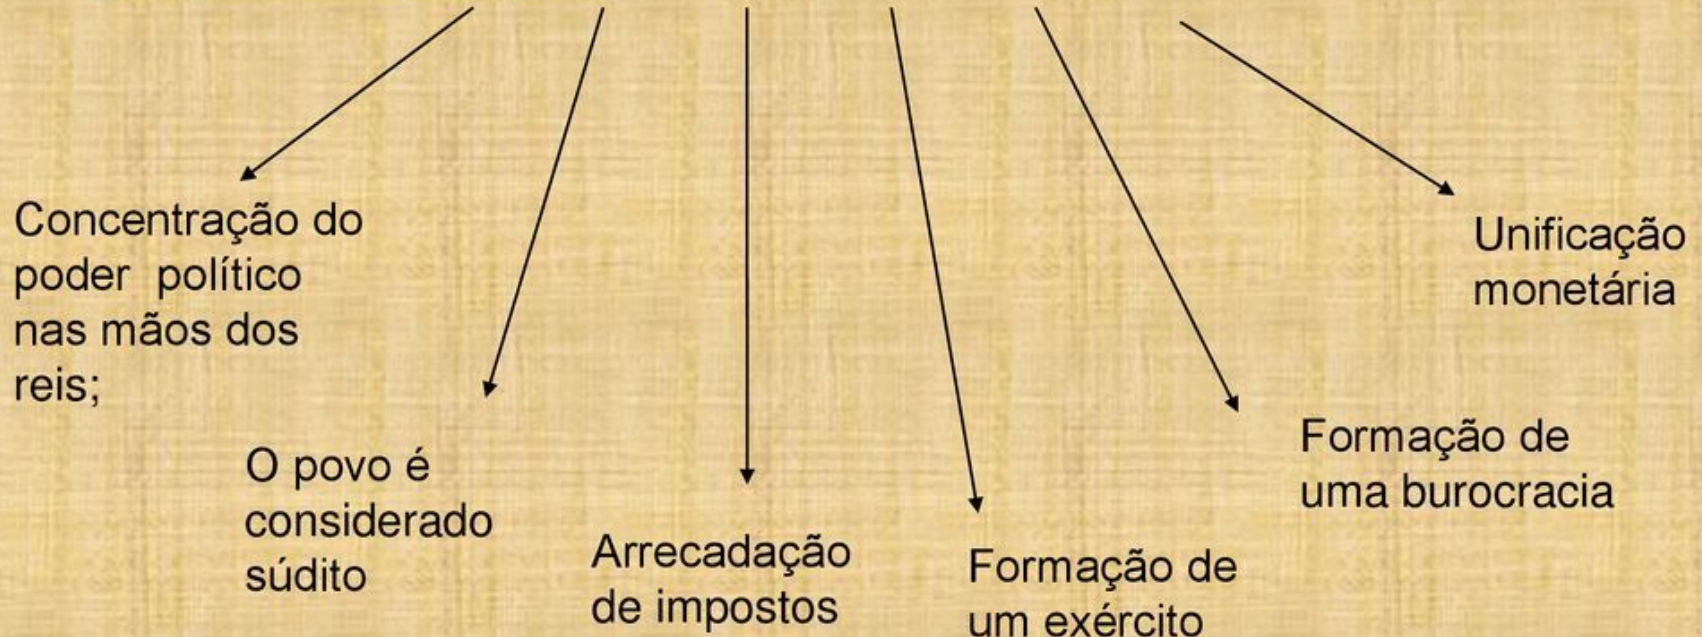 Concentração do
poder político
nas mãos dos
reis;
O povo é
considerado
súdito
Arrecadação
de impostos
Formação de
um exército
Formação de
uma burocracia
Unificação
monetária